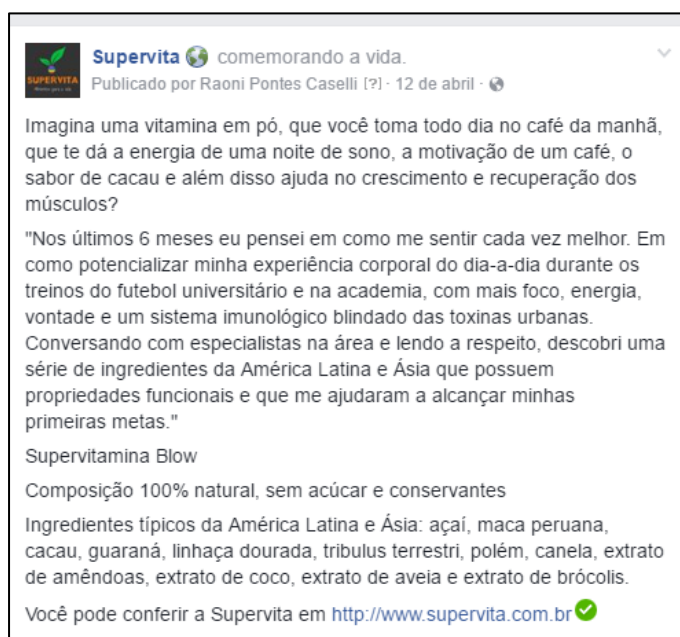 Supervita comemorando a vida.
SUPERVITA
Publicado por Raoni Pontes Caselli [?] · 12 de abril ·
Imagina uma vitamina em pó, que você toma todo dia no café da manhã,
que te dá a energia de uma noite de sono, a motivação de um café, o
sabor de cacau e além disso ajuda no crescimento e recuperação dos
músculos?
"Nos últimos 6 meses eu pensei em como me sentir cada vez melhor. Em
como potencializar minha experiência corporal do dia-a-dia durante os
treinos do futebol universitário e na academia, com mais foco, energia,
vontade e um sistema imunológico blindado das toxinas urbanas.
Conversando com especialistas na área e lendo a respeito, descobri uma
série de ingredientes da América Latina e Ásia que possuem
propriedades funcionais e que me ajudaram a alcançar minhas
primeiras metas."
Supervitamina Blow
Composição 100% natural, sem acúcar e conservantes
Ingredientes típicos da América Latina e Ásia: açaí, maca peruana,
cacau, guaraná, linhaça dourada, tribulus terrestri, polém, canela, extrato
de amêndoas, extrato de coco, extrato de aveia e extrato de brócolis.
Você pode conferir a Supervita em http://www.supervita.com.br